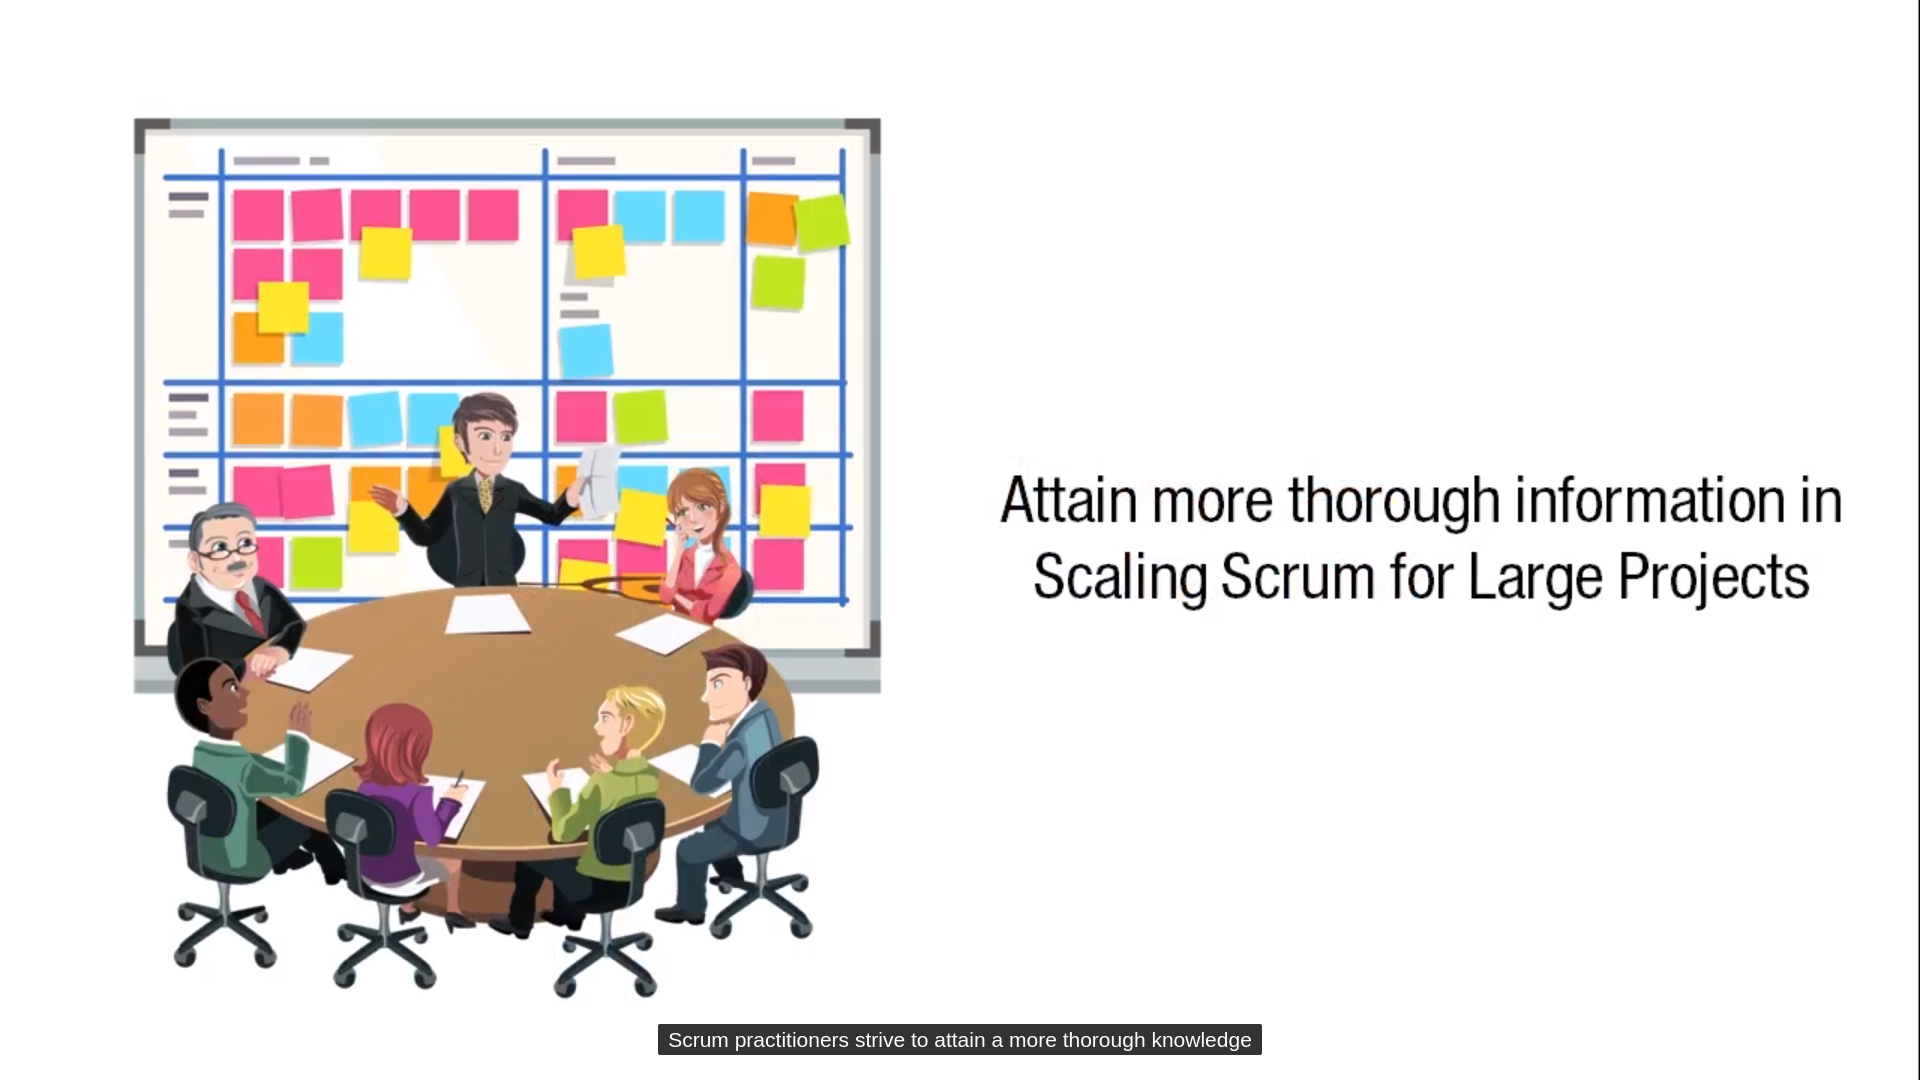 Attain more thorough information in
Scaling Scrum for Large Projects
Scrum practitioners strive to attain a more thorough knowledge